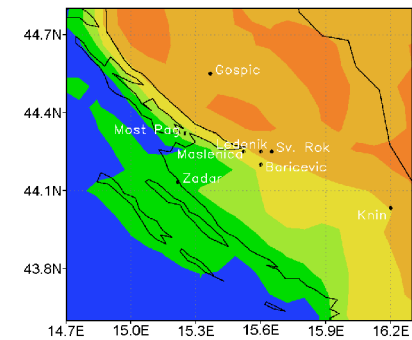 44.7N
Gospic
44.4N
Most Pag
Ledenik Sv. Rok
Maslenica
Baricevic
44.1N
Zadar
Knin
43.8N
14.7E 15.0E 15.3E 15.6E 15.9E 16.2E